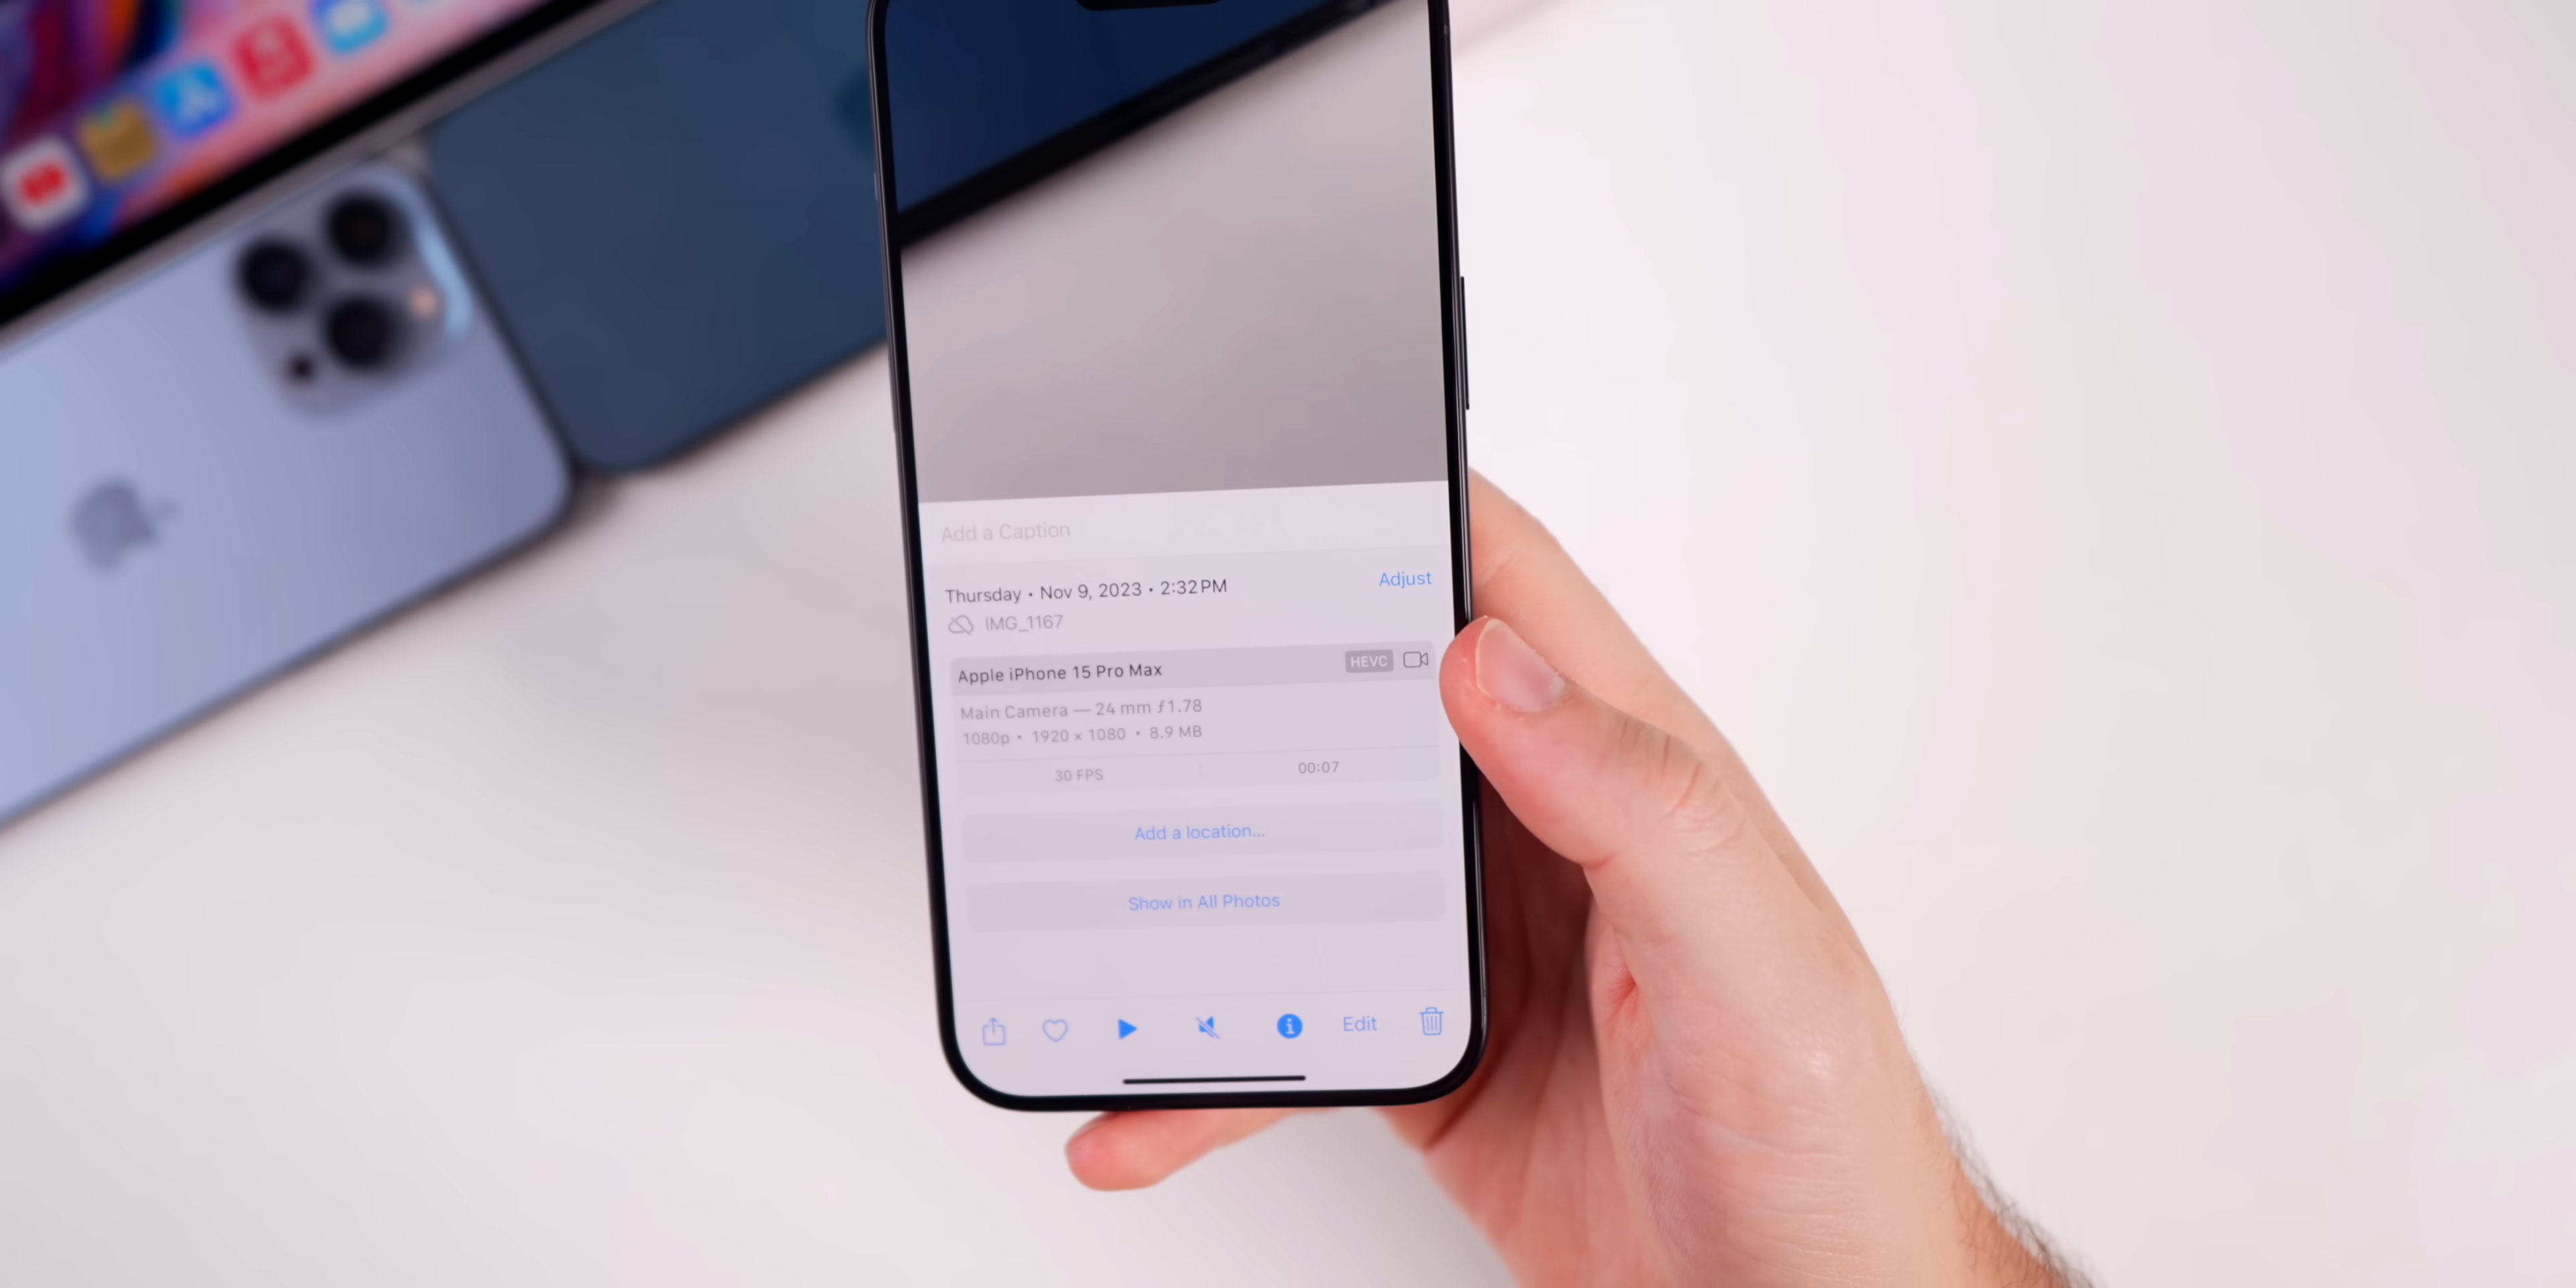 Add a Caption
Thursday • Nov 9, 2023 • 2:32 PM
Adjust
IMG_1167
Apple iPhone 15 Pro Max
HEVC
Main Camera — 24 mm ƒ1.78
1080p • 1920 × 1080 • 8.9 MB
30 FPS
00:07
Add a location...
Show in All Photos
Edit